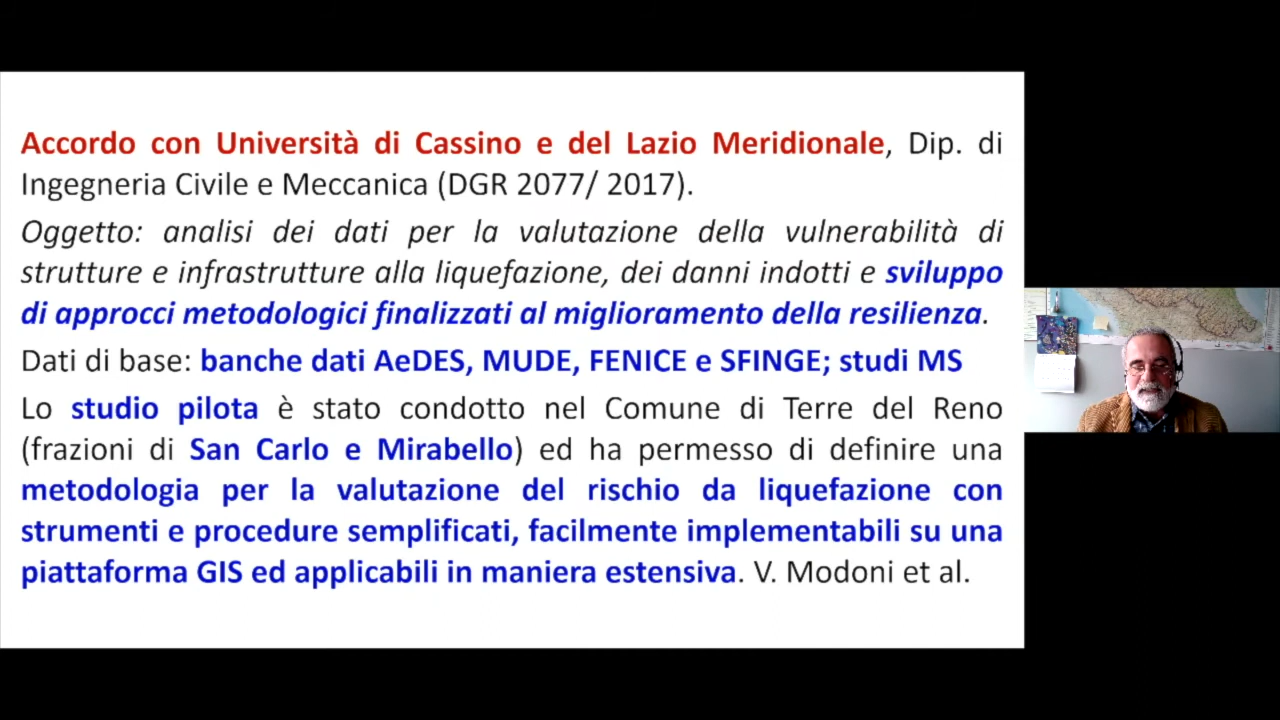 Accordo con Università di Cassino e del Lazio Meridionale, Dip. di
Ingegneria Civile e Meccanica (DGR 2077/ 2017).
Oggetto: analisi dei dati per la valutazione della vulnerabilità di
strutture e infrastrutture alla liquefazione, dei danni indotti e sviluppo
di approcci metodologici finalizzati al miglioramento della resilienza.
Dati di base: banche dati AeDES, MUDE, FENICE e SFINGE; studi MS
Lo studio pilota è stato condotto nel Comune di Terre del Reno
(frazioni di San Carlo e Mirabello) ed ha permesso di definire una
metodologia per la valutazione del rischio da liquefazione con
strumenti e procedure semplificati, facilmente implementabili su una
piattaforma GIS ed applicabili in maniera estensiva. V. Modoni et al.